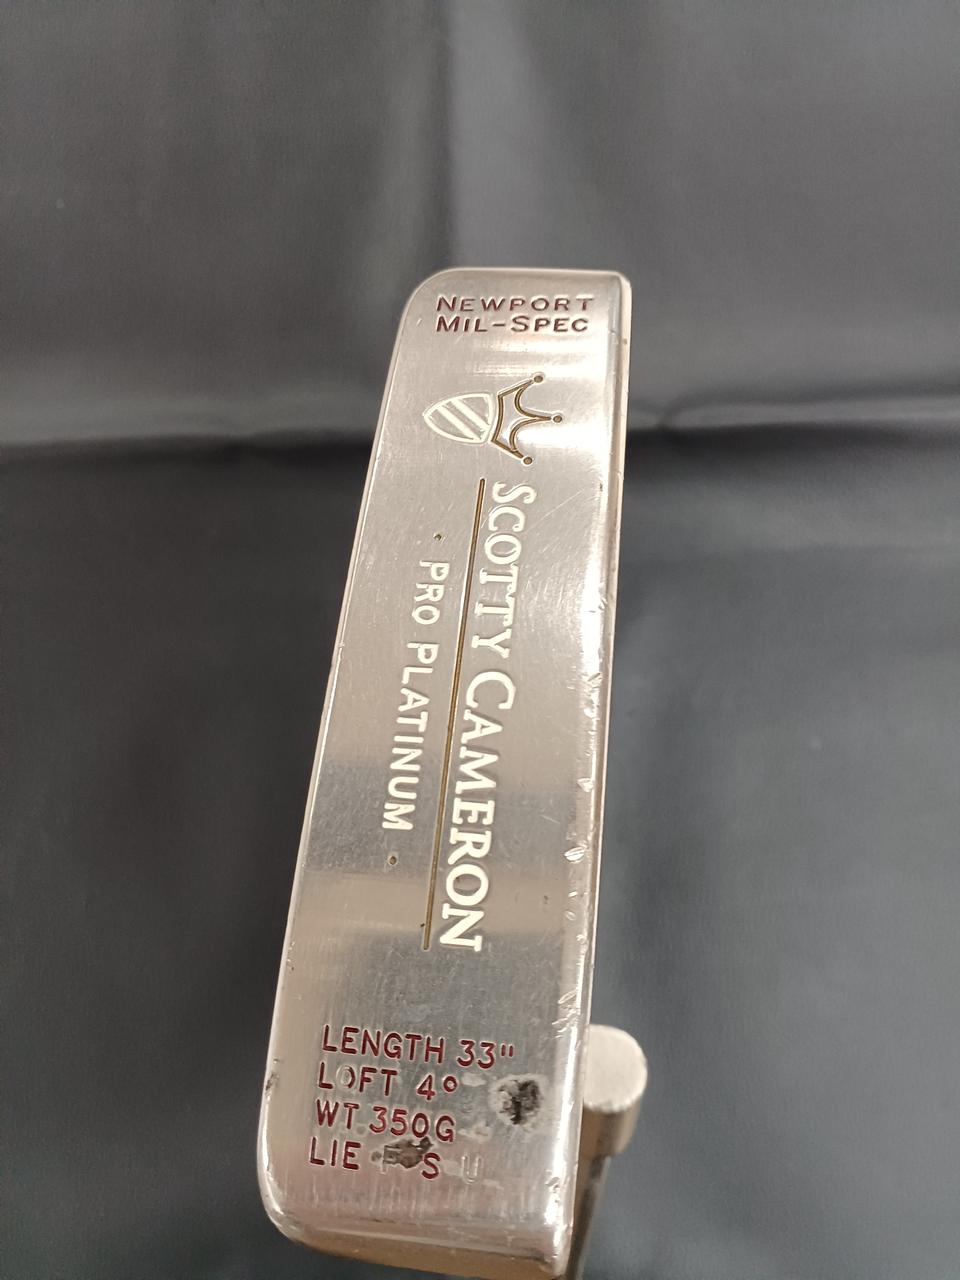 NEWPORT
MIL-SPEC
SCOTTY CAMERON
· PRO PLATINUM ·
LENGTH 33"
LOFT 4°
WT 350G
LIE F S U